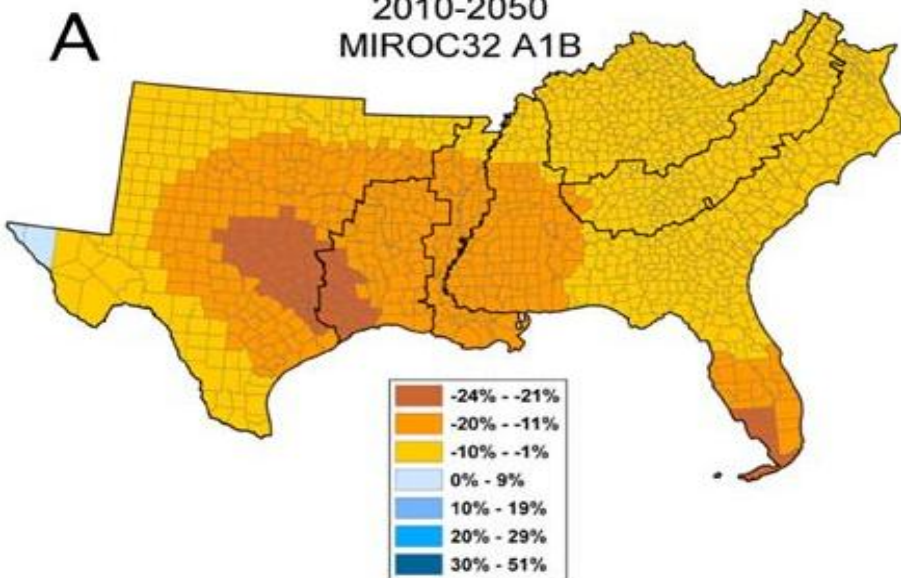 A
2010-2050
MIROC32 A1B
-24% - -21%
-20% - -11%
-10% - -1%
0% - 9%
10% - 19%
20% - 29%
30% - 51%